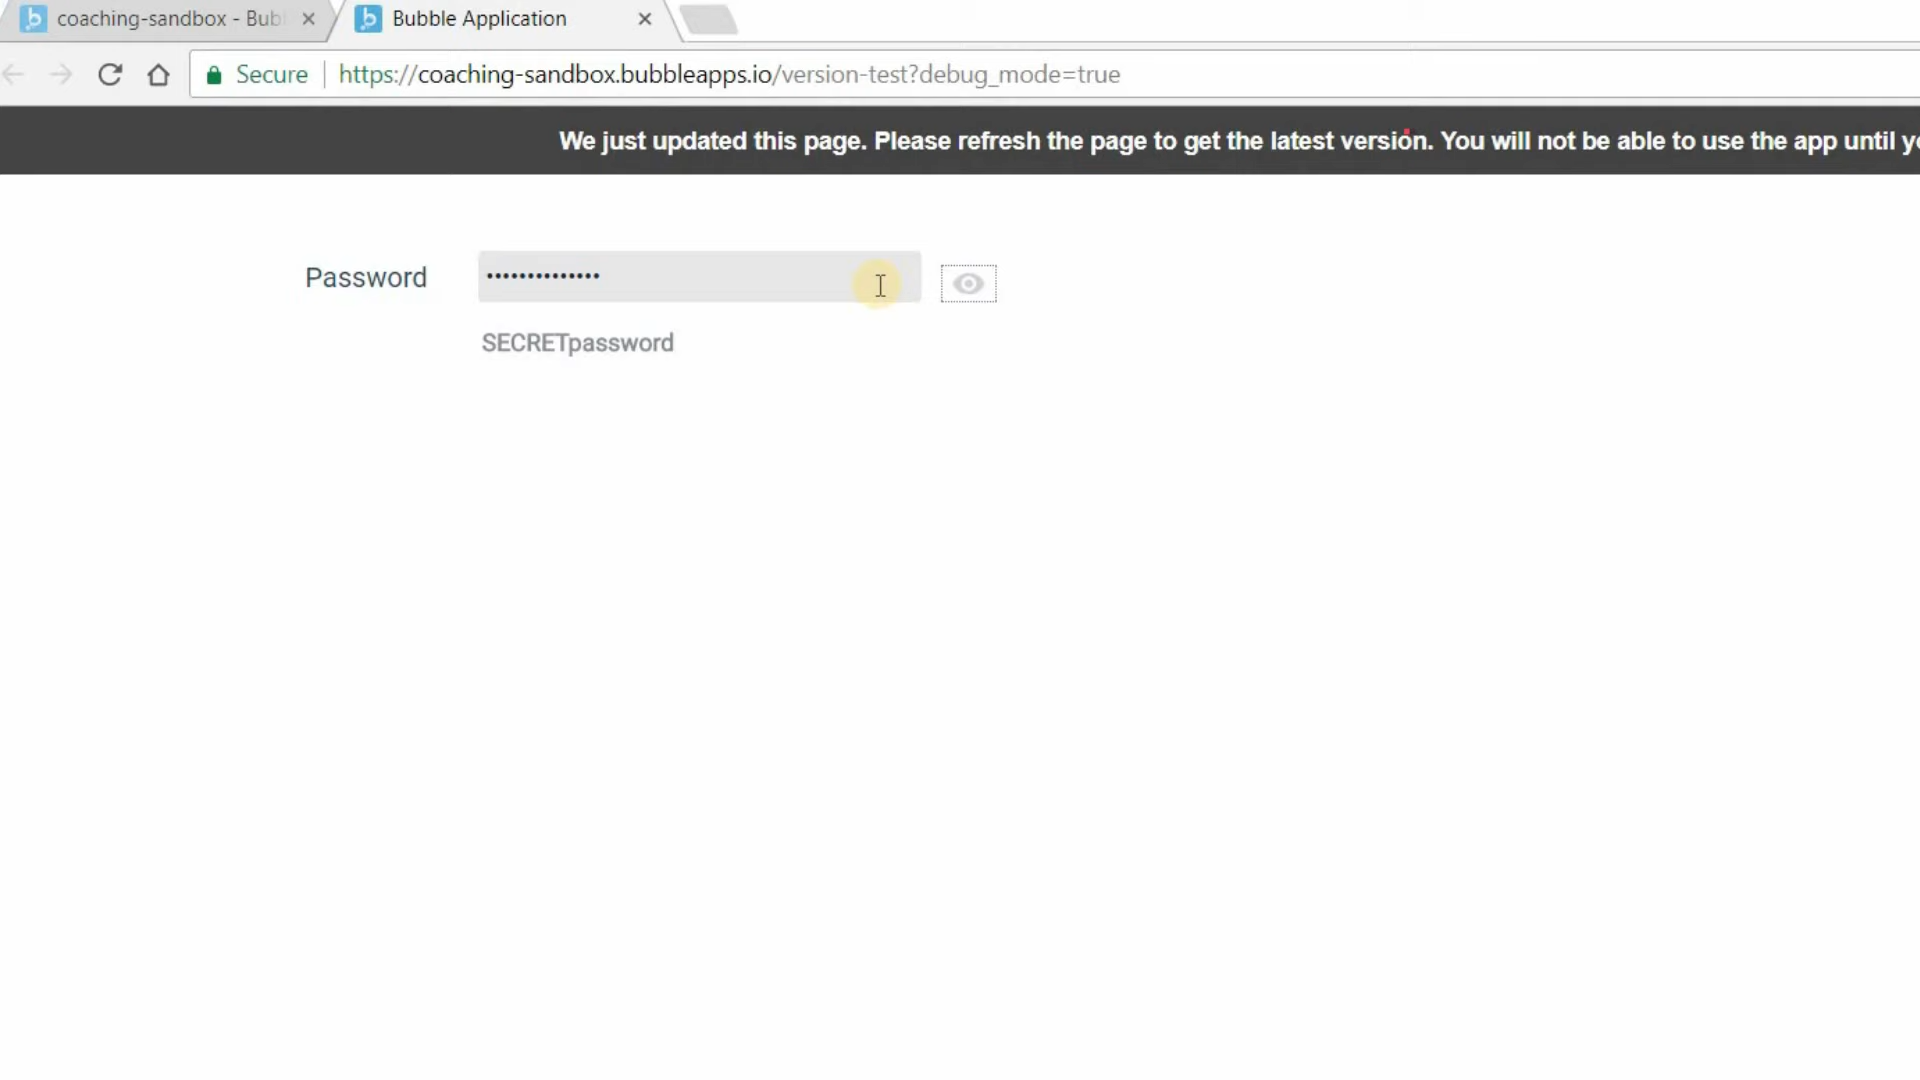 coaching-sandbox - Bub
Bubble Application
Secure
https://coaching-sandbox.bubbleapps.io/version-test?debug_mode=true
We just updated this page. Please refresh the page to get the latest version. You will not be able to use the app until
Password
••••••••••••••
SECRETpassword